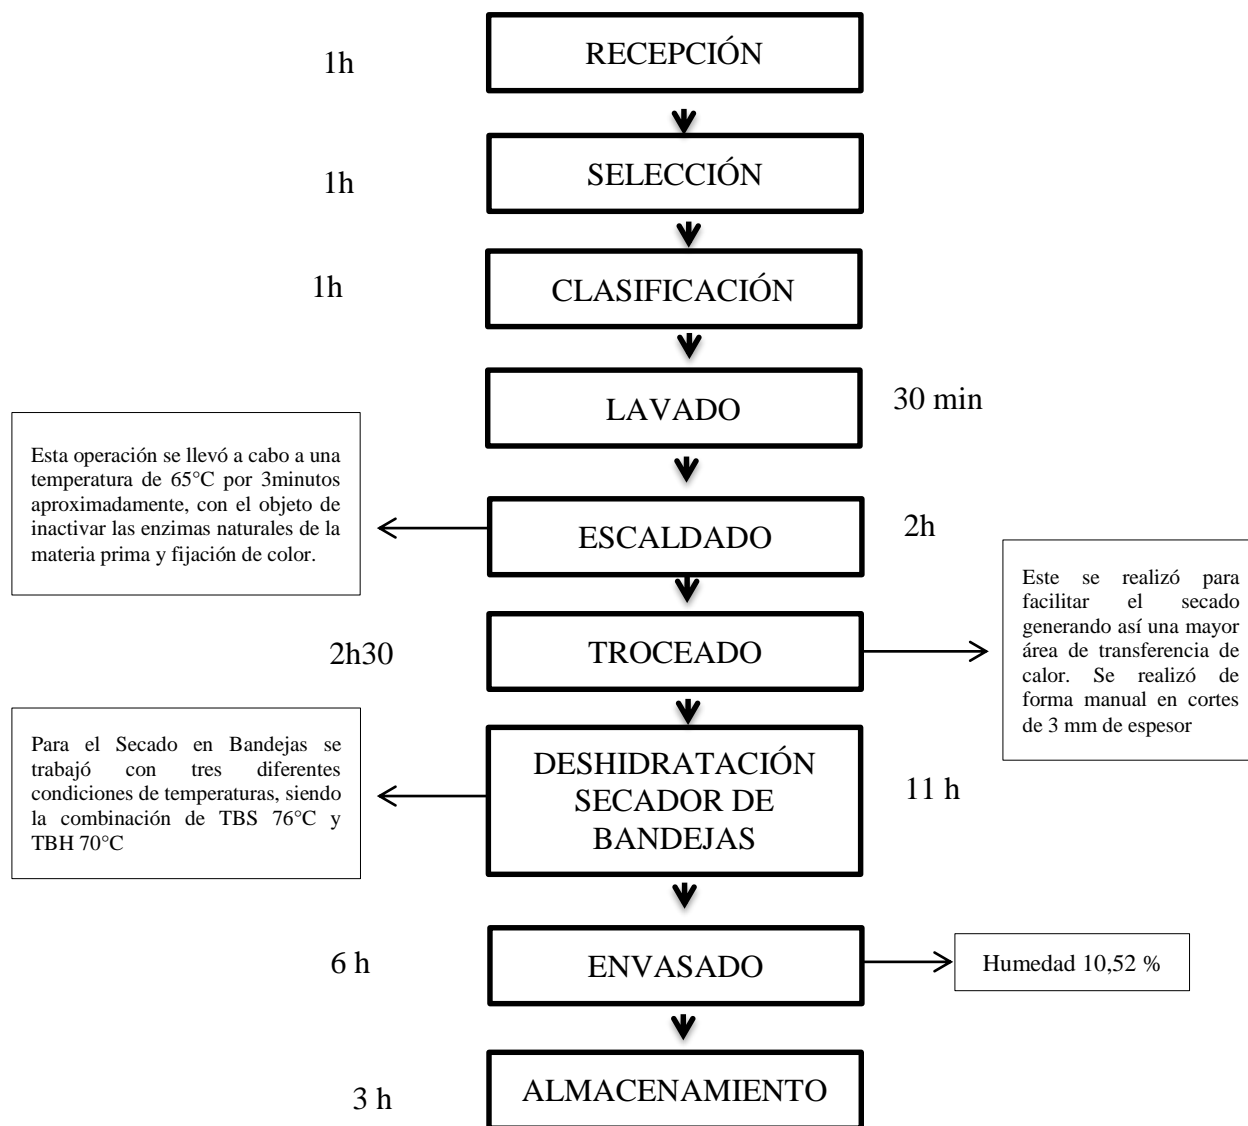 1h
RECEPCIÓN
1h
SELECCIÓN
1h
CLASIFICACIÓN
LAVADO
30 min
Esta operación se llevó a cabo a una
temperatura de 65°C por 3minutos
aproximadamente, con el objeto de
inactivar las enzimas naturales de la
materia prima y fijación de color.
ESCALDADO
2h
2h30
TROCEADO
Este se realizó para
facilitar el secado
generando así una mayor
área de transferencia de
calor. Se realizó de
forma manual en cortes
de 3 mm de espesor
Para el Secado en Bandejas se
trabajó con tres diferentes
condiciones de temperaturas, siendo
la combinación de TBS 76°C y
TBH 70°C
DESHIDRATACIÓN
SECADOR DE
BANDEJAS
11 h
6 h
ENVASADO
Humedad 10,52 %
3 h
ALMACENAMIENTO